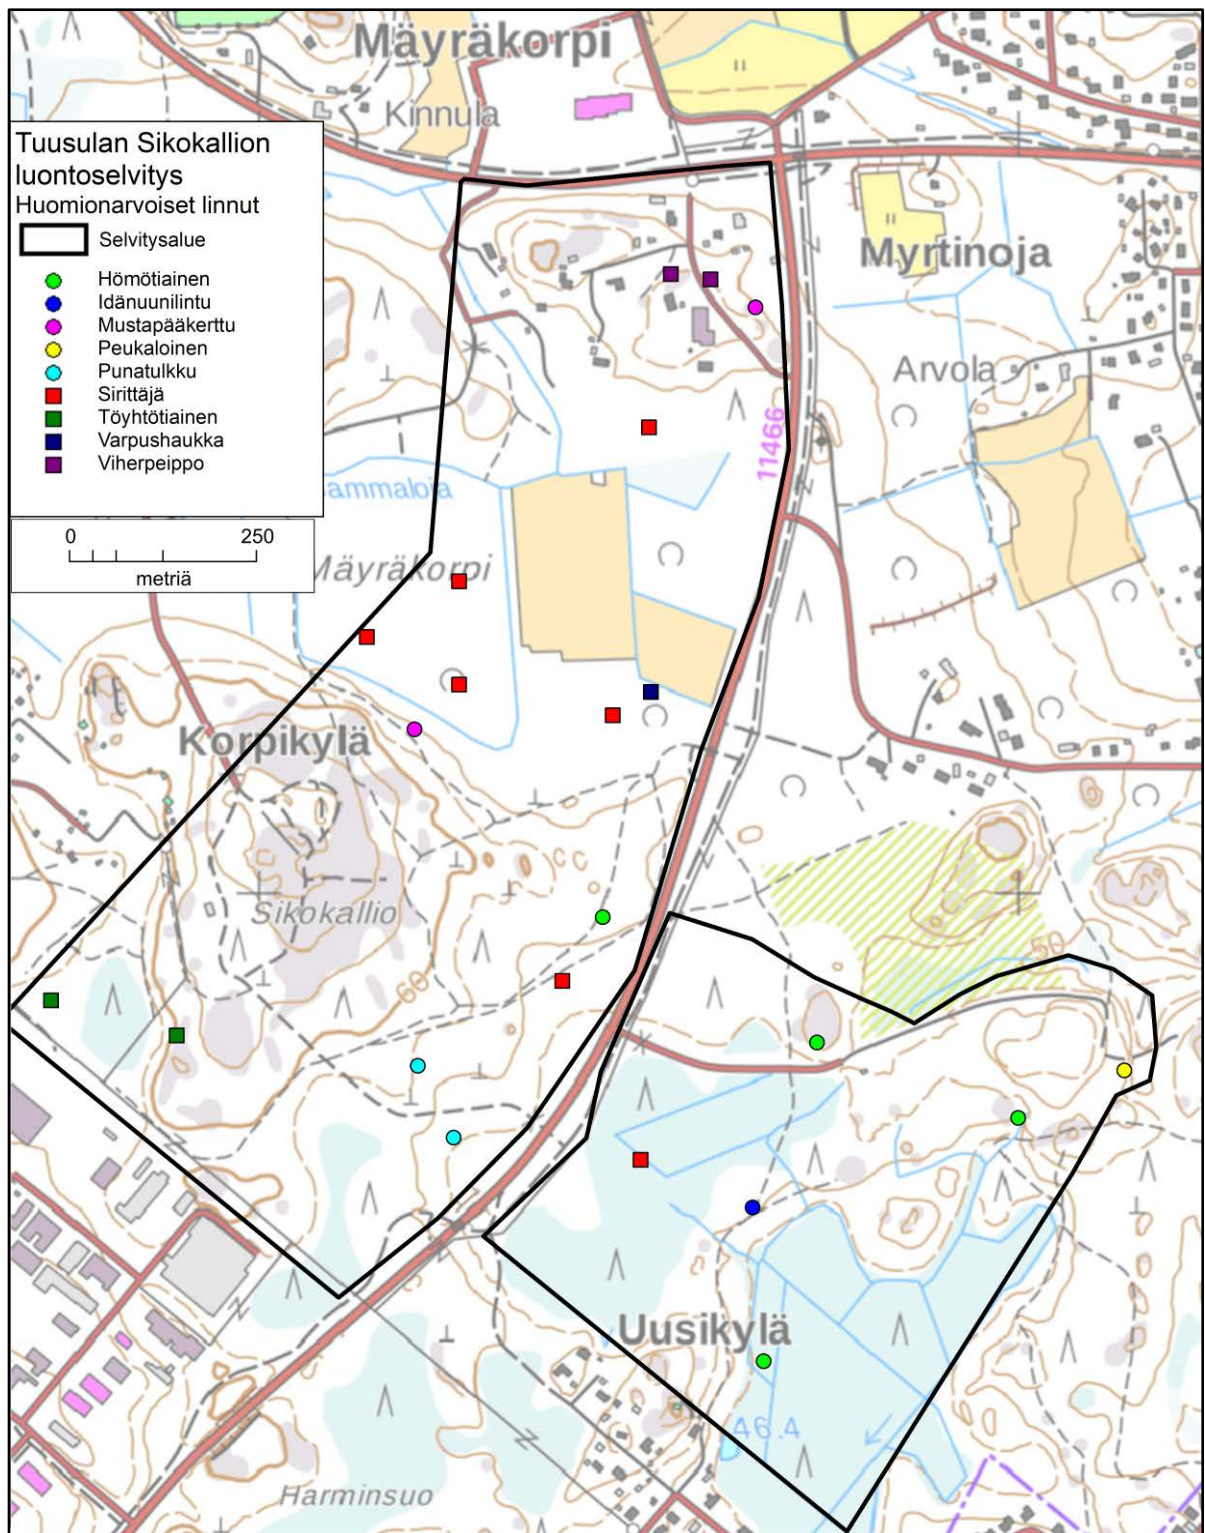 Mäyräkorpi
Kinnula
Tuusulan Sikokallion
luontoselvitys
Huomionarvoiset linnut
Selvitysalue
Hömötiainen
Idänuunilintu
Mustapääkerttu
Peukaloinen
Punatulkku
Sirittäjä
Töyhtötiainen
Varpushaukka
Viherpeippo
Myrtinoja
Arvola
11466
ammaloja
0 250
metriä
Mäyräkorpi
Korpikylä
Sikokallio
50
60
Uusikylä
46.4
Harminsuo